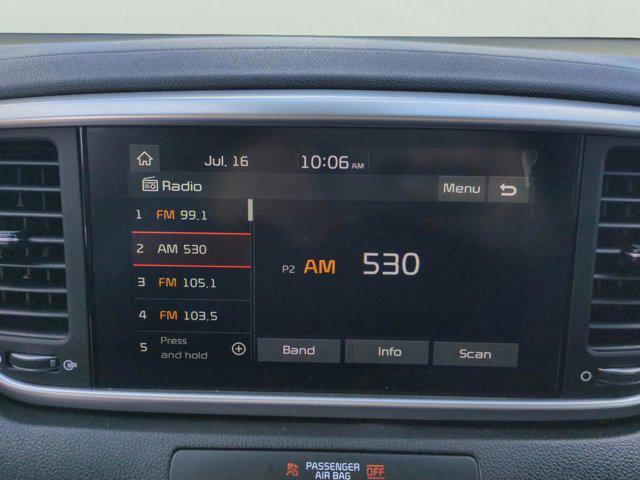 Jul. 16 10:06 AM
Radio Menu
1 FM 99.1
2 AM 530
3 FM 105.1
4 FM 103.5
5 Press and hold
P2 AM 530
Band Info Scan
PASSENGER AIR BAG OFF